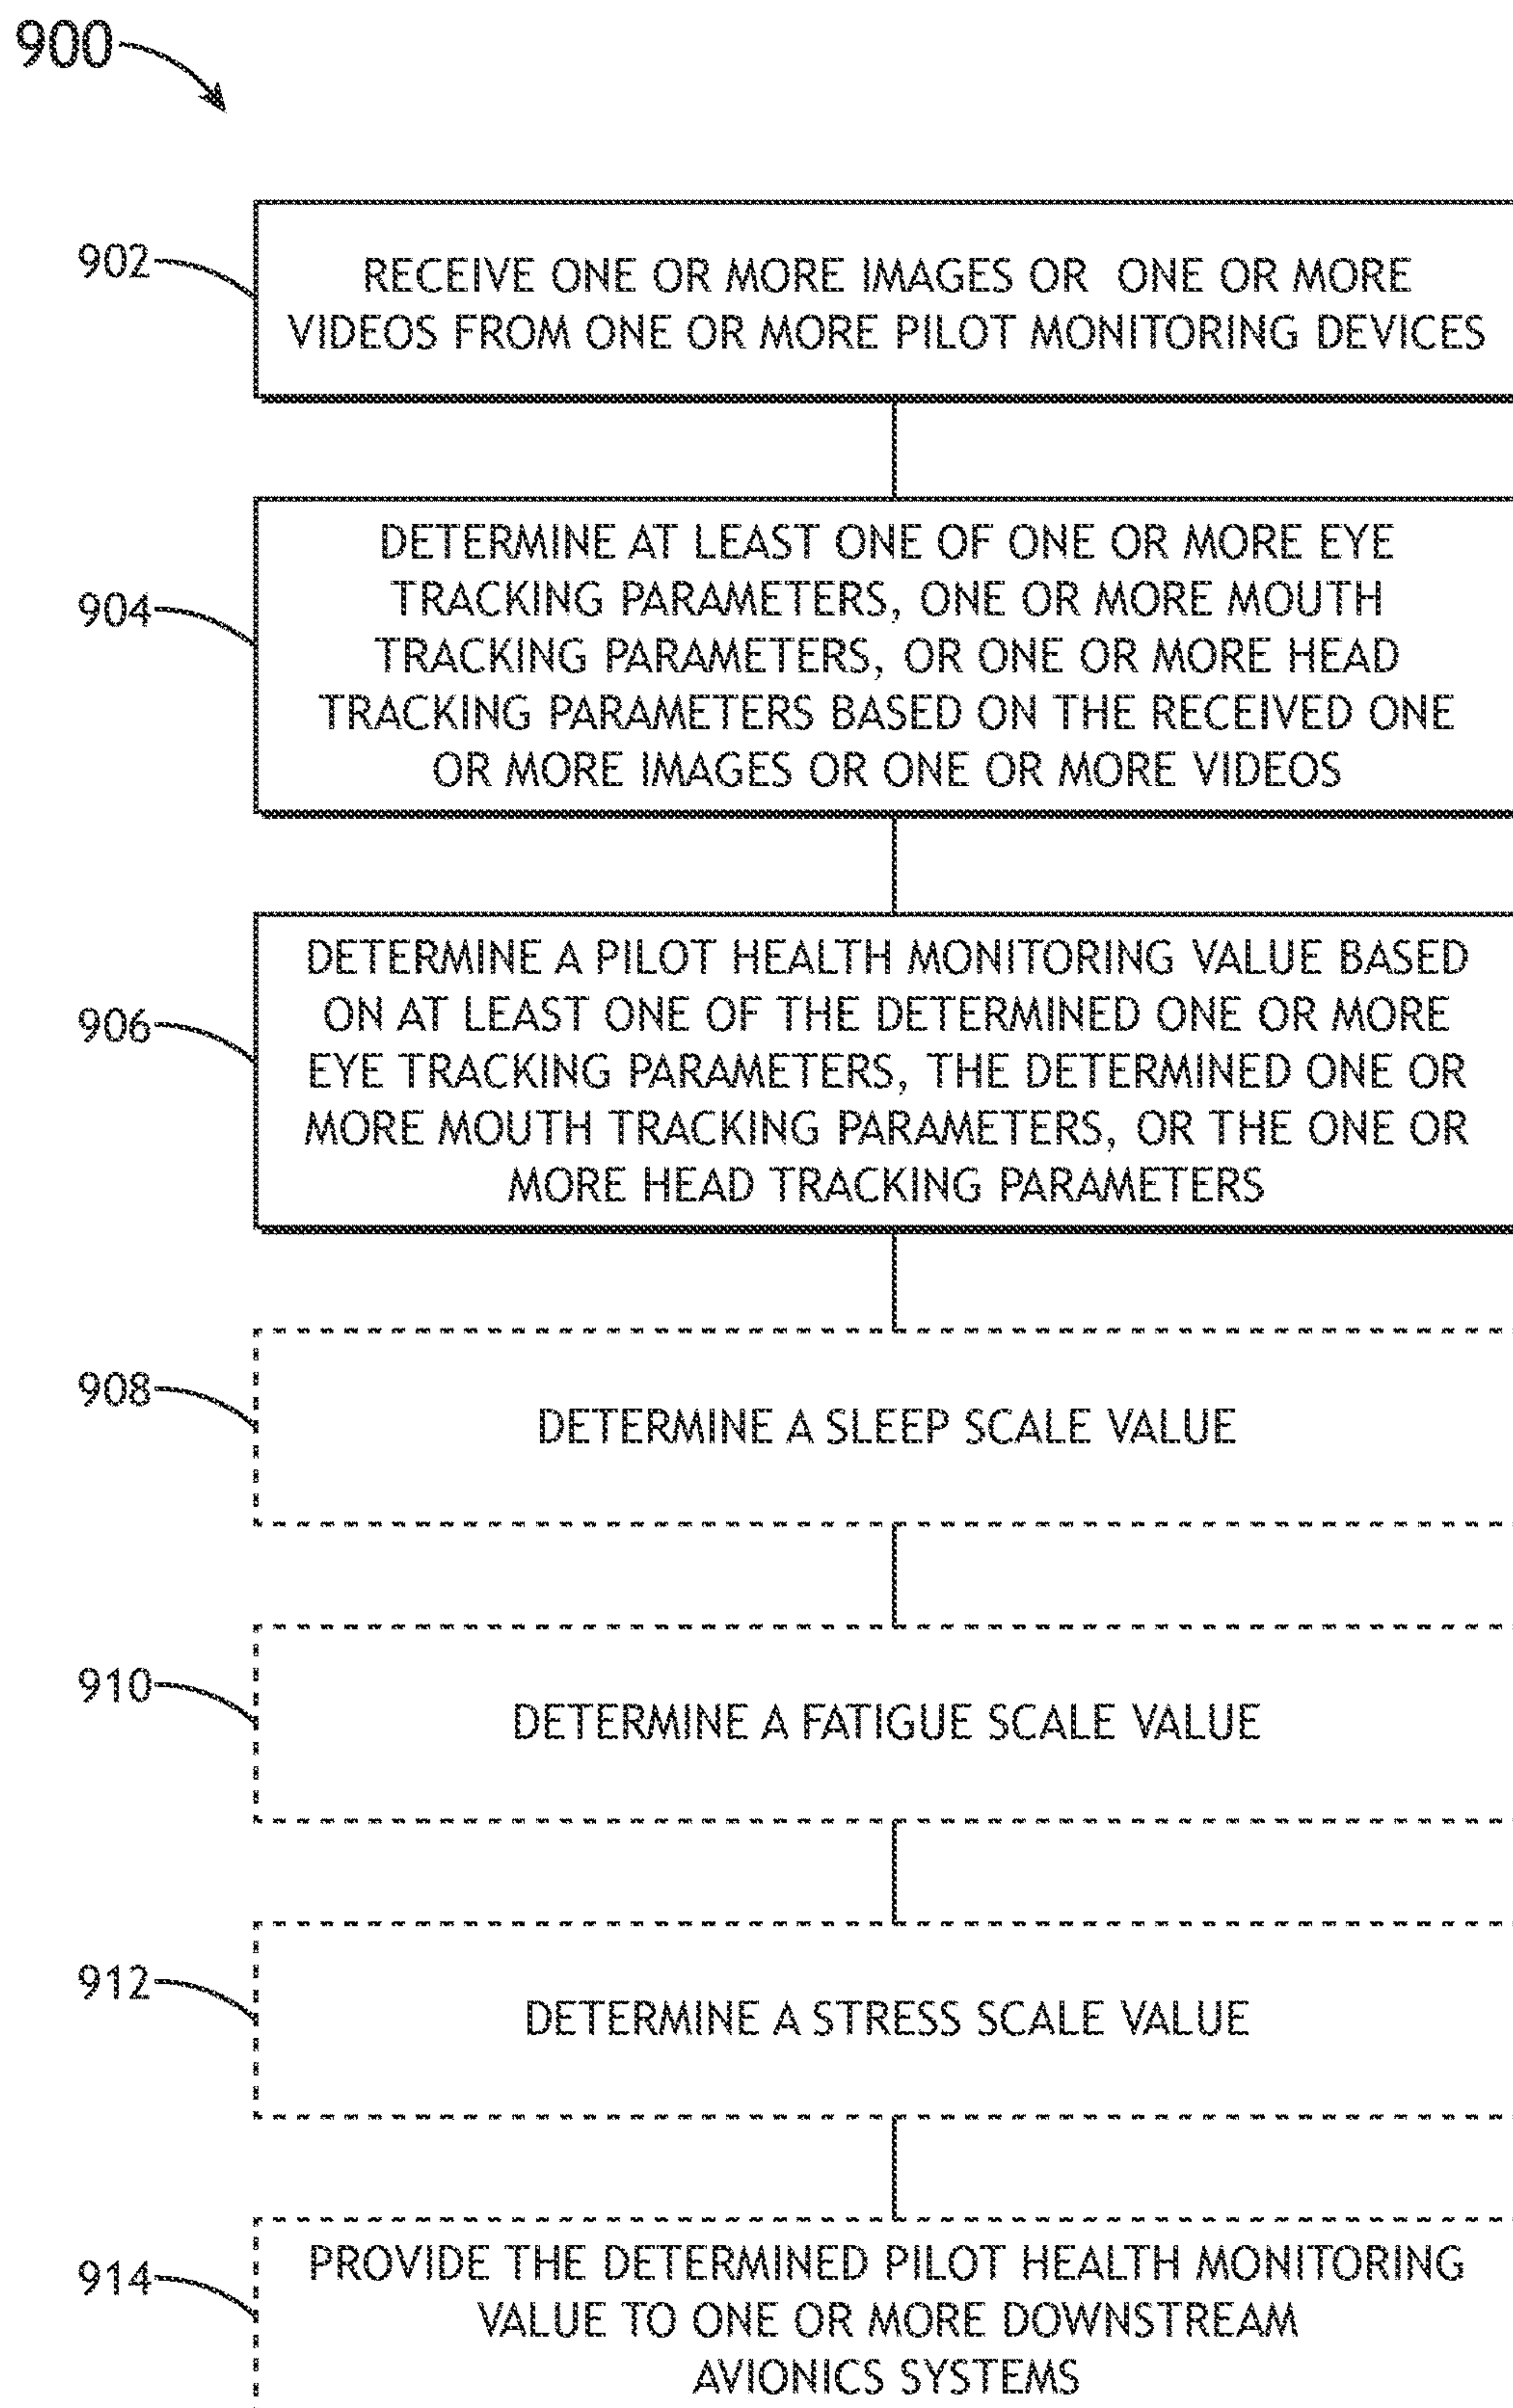 900
902
RECEIVE ONE OR MORE IMAGES OR ONE OR MORE
VIDEOS FROM ONE OR MORE PILOT MONITORING DEVICES
904
DETERMINE AT LEAST ONE OF ONE OR MORE EYE
TRACKING PARAMETERS, ONE OR MORE MOUTH
TRACKING PARAMETERS, OR ONE OR MORE HEAD
TRACKING PARAMETERS BASED ON THE RECEIVED ONE
OR MORE IMAGES OR ONE OR MORE VIDEOS
906
DETERMINE A PILOT HEALTH MONITORING VALUE BASED
ON AT LEAST ONE OF THE DETERMINED ONE OR MORE
EYE TRACKING PARAMETERS, THE DETERMINED ONE OR
MORE MOUTH TRACKING PARAMETERS, OR THE ONE OR
MORE HEAD TRACKING PARAMETERS
908
DETERMINE A SLEEP SCALE VALUE
910
DETERMINE A FATIGUE SCALE VALUE
912
DETERMINE A STRESS SCALE VALUE
914
PROVIDE THE DETERMINED PILOT HEALTH MONITORING
VALUE TO ONE OR MORE DOWNSTREAM
AVIONICS SYSTEMS